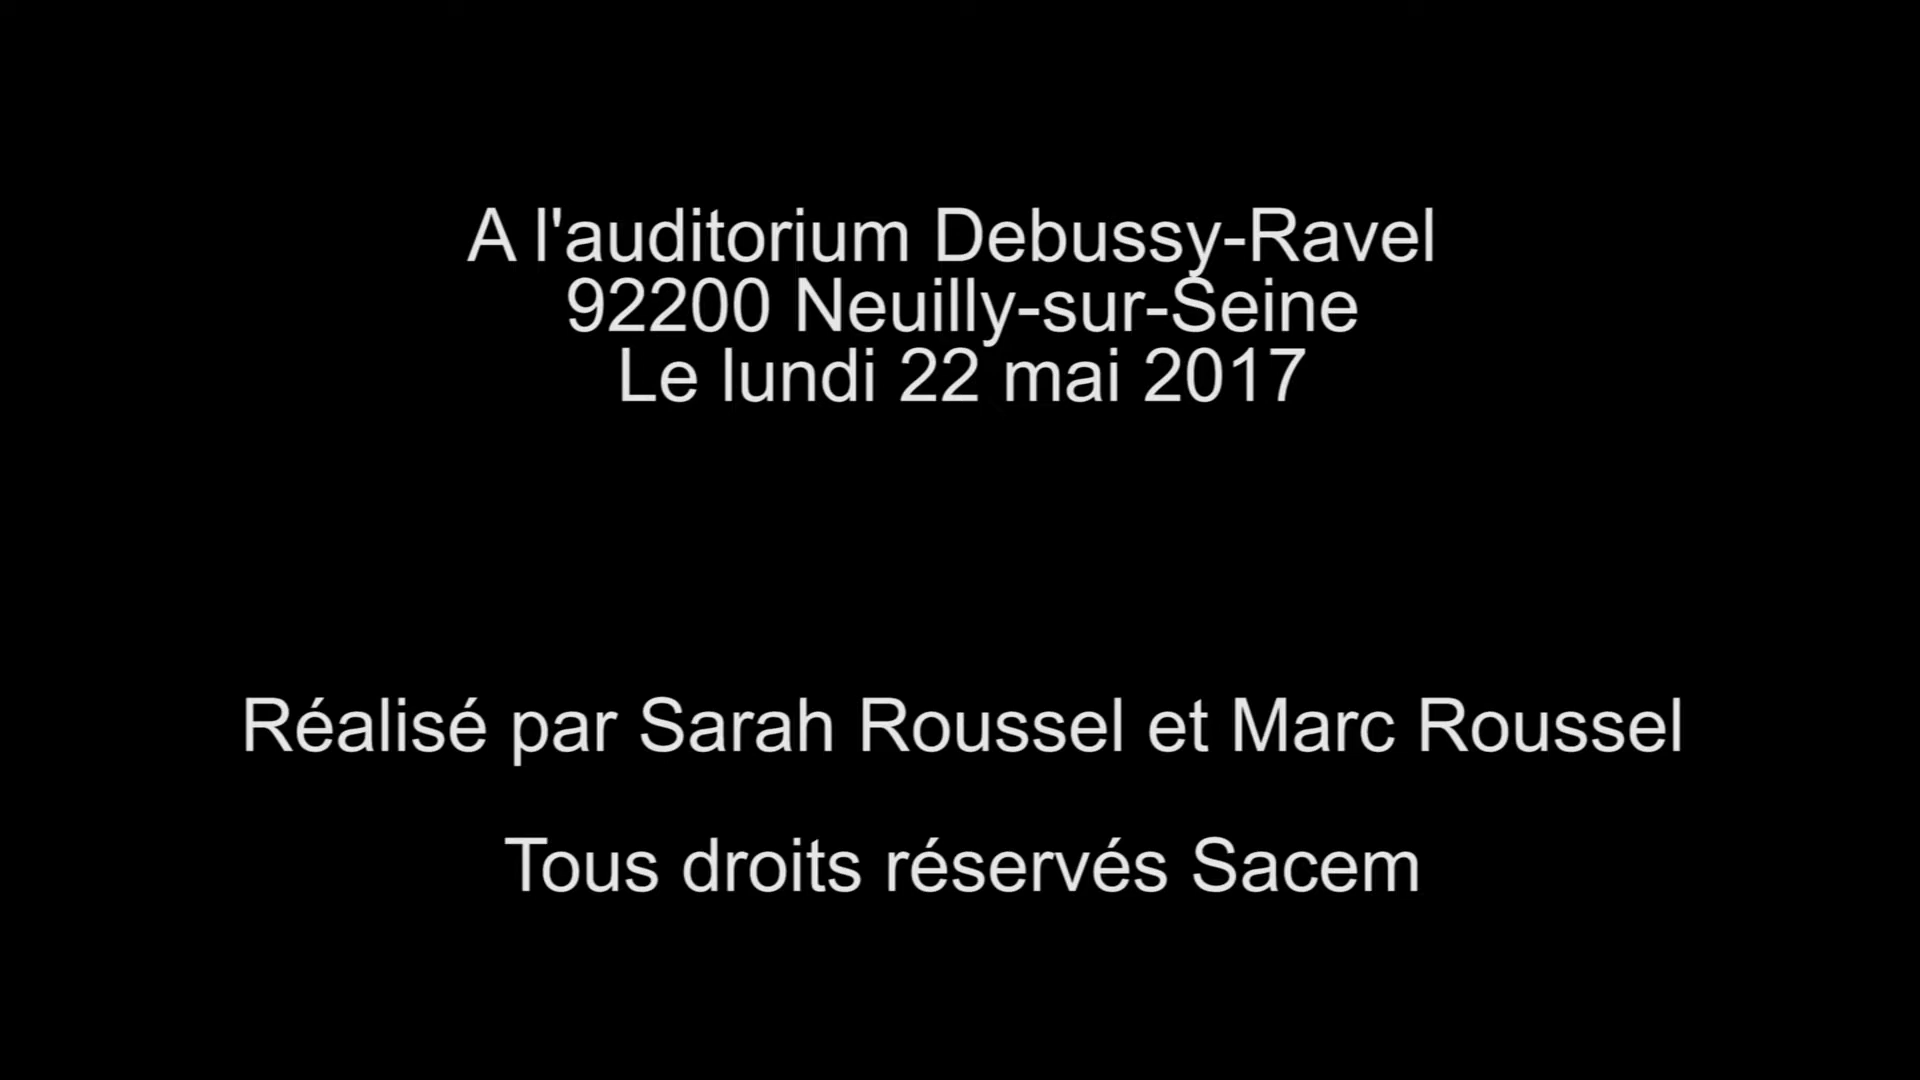 A l'auditorium Debussy-Ravel
92200 Neuilly-sur-Seine
Le lundi 22 mai 2017
Réalisé par Sarah Roussel et Marc Roussel
Tous droits réservés Sacem